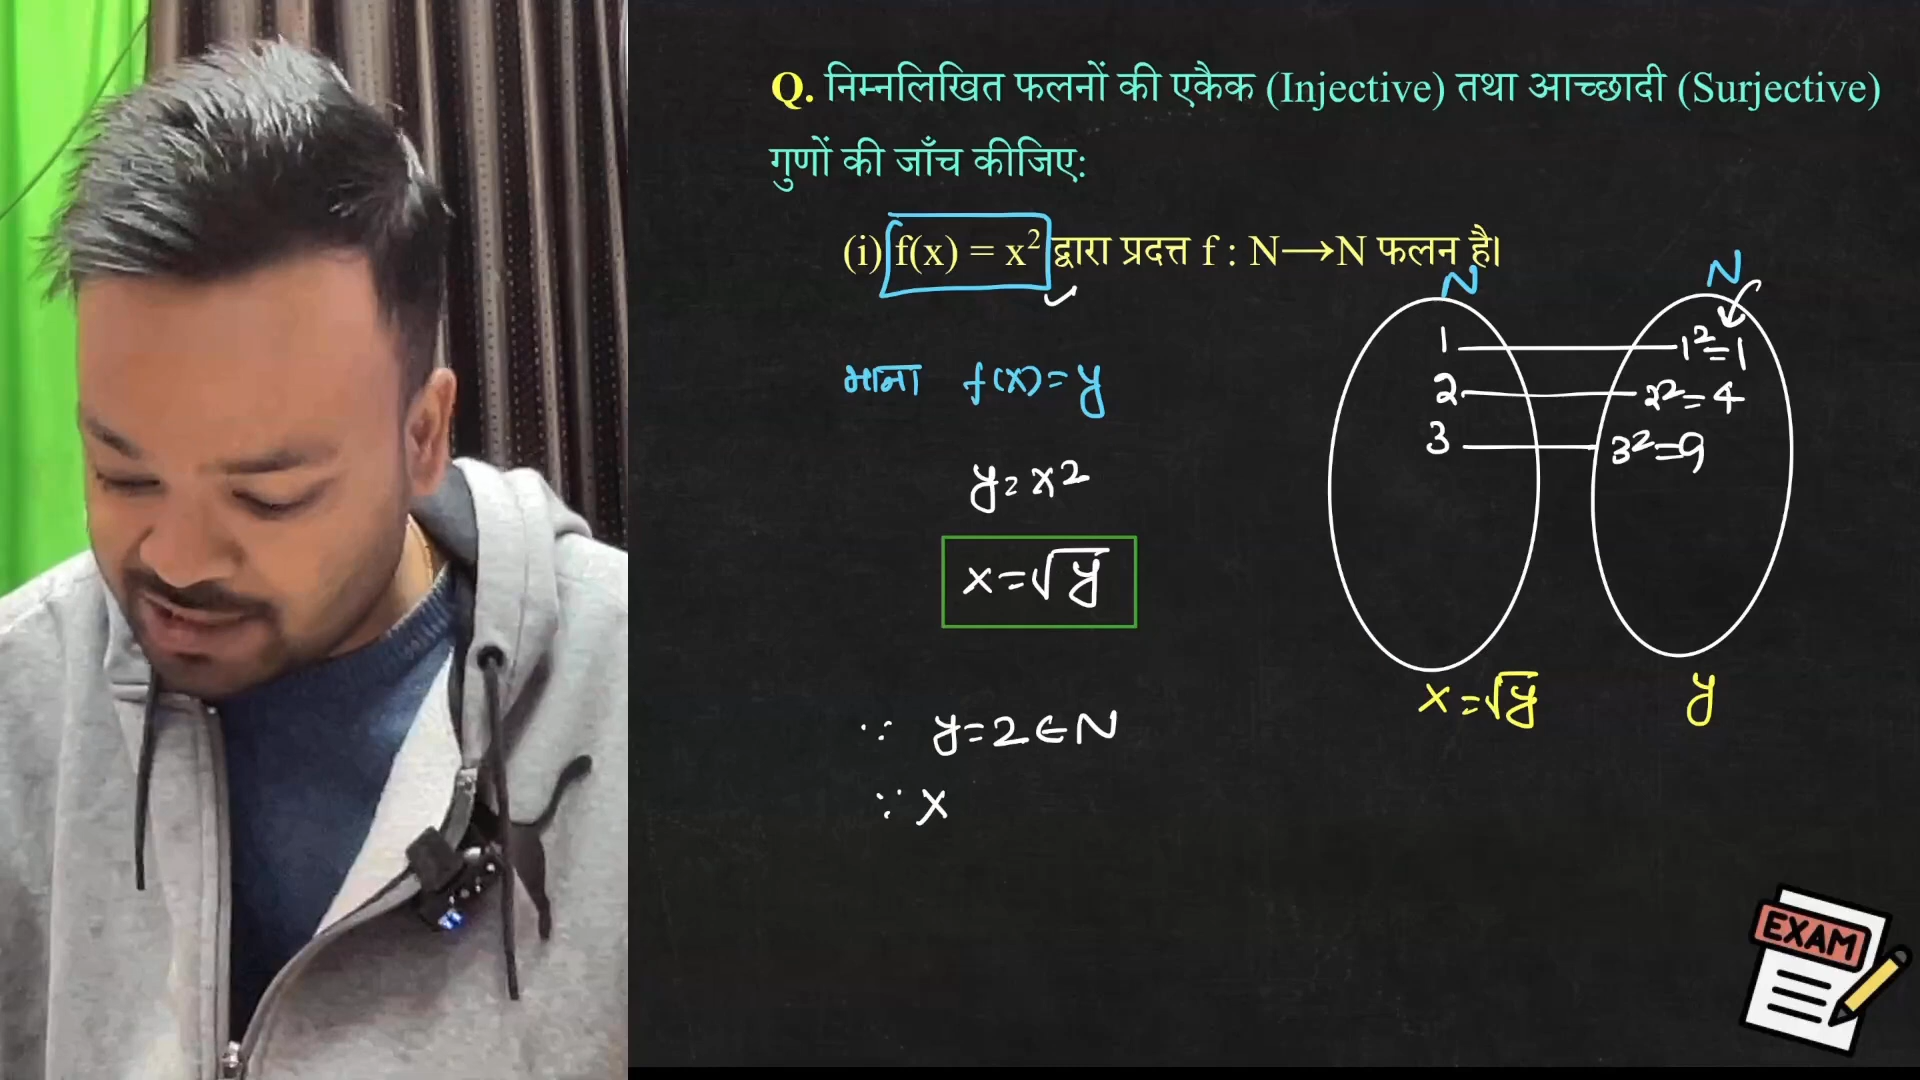 Q. निम्नलिखित फलनों की एकैक (Injective) तथा आच्छादी (Surjective)
गुणों की जाँच कीजिए:
(i) f(x) = x² द्वारा प्रदत्त f : N⟶N फलन है।
N N
माना f(x)=y
1 1²=1
2 2²=4
3 3²=9
y=x²
x=√y
x=√y y
∵ y=2∈N
∵ x
EXAM